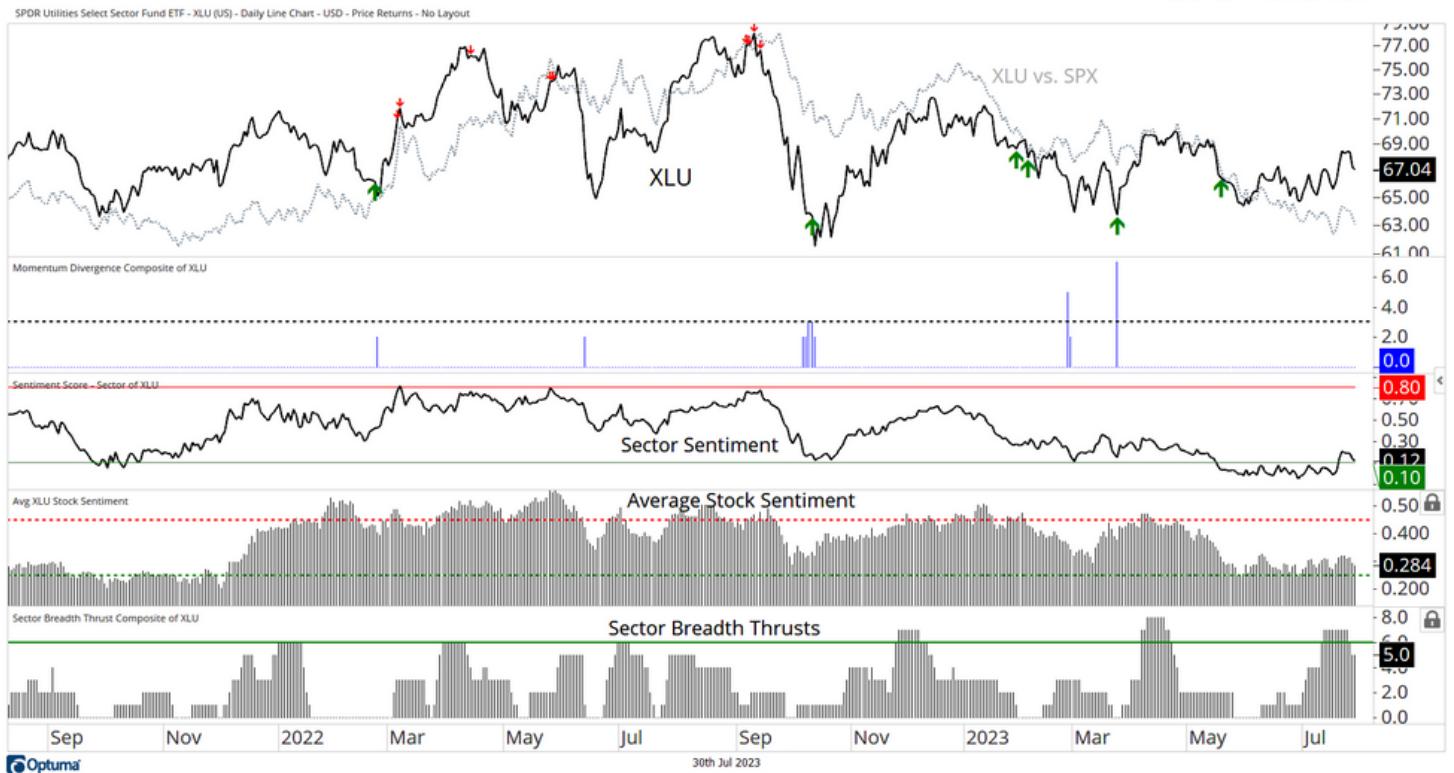 SPDR Utilities Select Sector Fund ETF - XLU (US) - Daily Line Chart - USD - Price Returns - No Layout
79.00
77.00
75.00
XLU vs. SPX
73.00
71.00
69.00
67.04
XLU
65.00
63.00
61.00
Momentum Divergence Composite of XLU
6.0
4.0
2.0
0.0
Sentiment Score - Sector of XLU
0.80
0.50
Sector Sentiment
0.30
0.12
0.10
Avg XLU Stock Sentiment
Average Stock Sentiment
0.50
0.400
0.284
0.200
Sector Breadth Thrust Composite of XLU
Sector Breadth Thrusts
8.0
6.0
5.0
4.0
2.0
0.0
Sep Nov 2022 Mar May Jul Sep Nov 2023 Mar May Jul
Optuma
30th Jul 2023